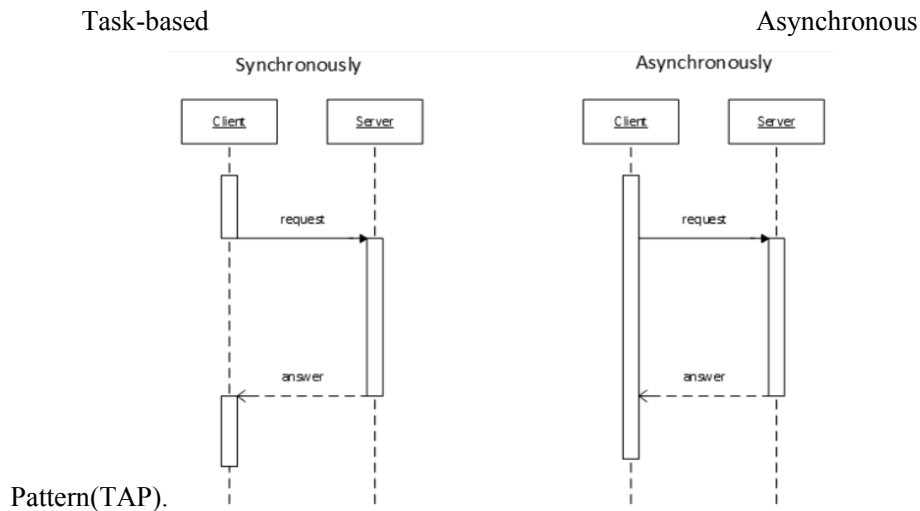 Task-based Asynchronous
Synchronously Asynchronously
Client Server Client Server
request request
answer answer
Pattern(TAP).